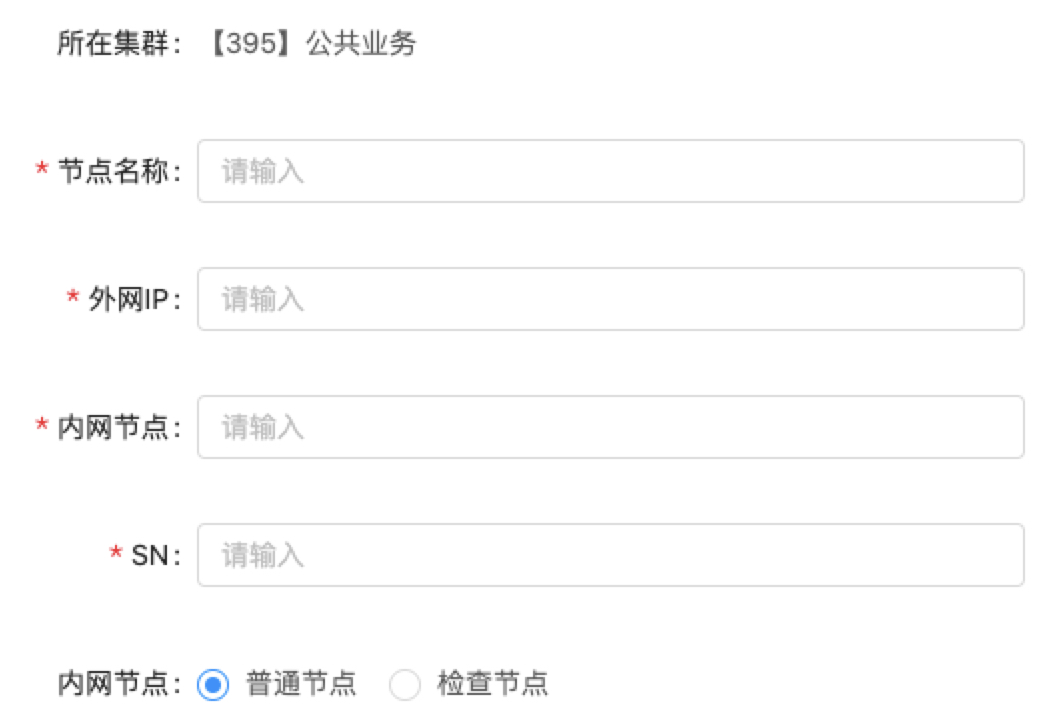 所在集群：【395】公共业务
* 节点名称： 请输入
* 外网IP： 请输入
* 内网节点： 请输入
* SN： 请输入
内网节点： 普通节点 检查节点